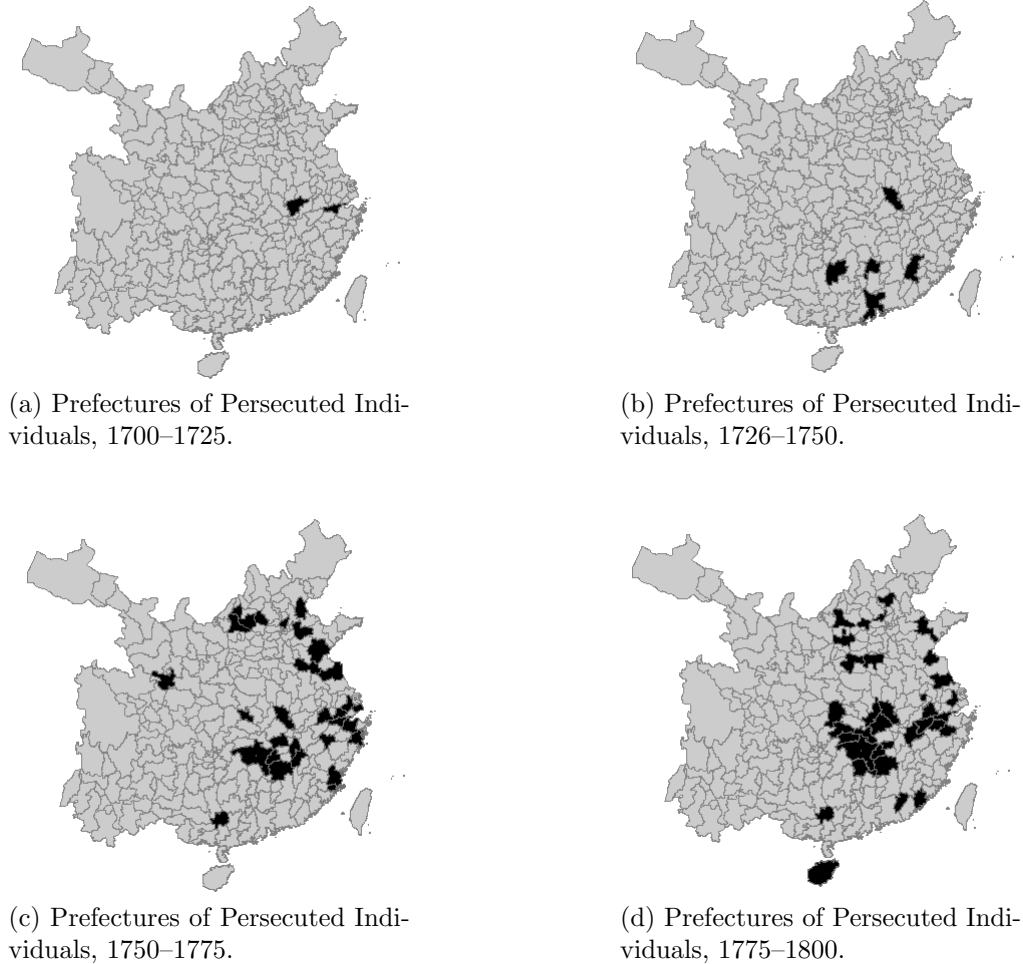 (a) Prefectures of Persecuted Indi-
viduals, 1700–1725.
(b) Prefectures of Persecuted Indi-
viduals, 1726–1750.
(c) Prefectures of Persecuted Indi-
viduals, 1750–1775.
(d) Prefectures of Persecuted Indi-
viduals, 1775–1800.